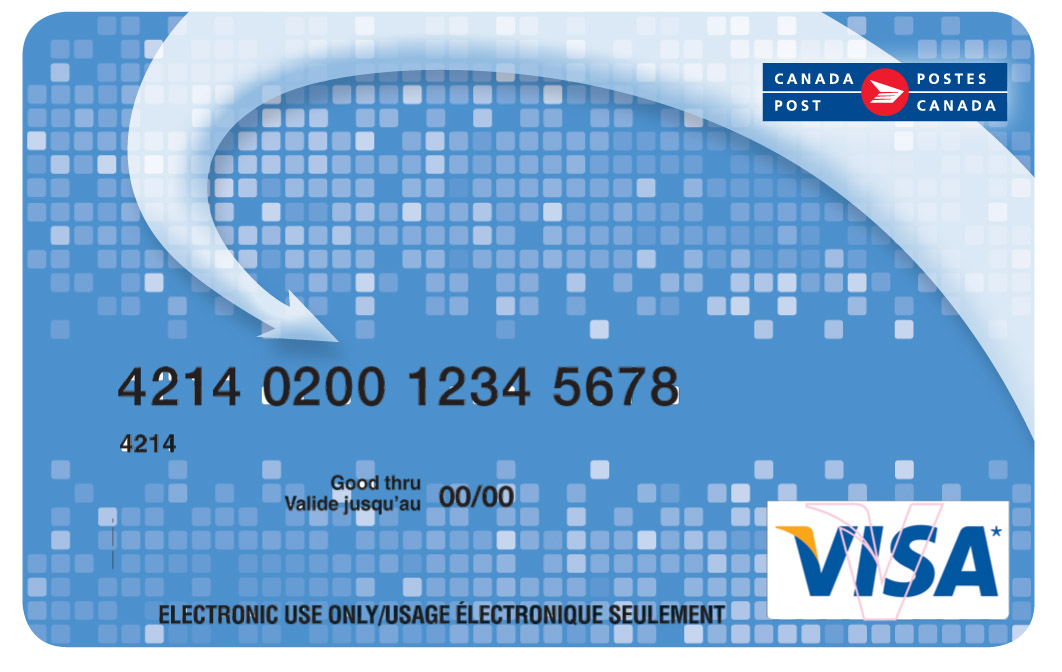 CANADA POSTES
POST CANADA
4214 0200 1234 5678
4214
Good thru
Valide jusqu'au 00/00
VISA*
ELECTRONIC USE ONLY/USAGE ÉLECTRONIQUE SEULEMENT